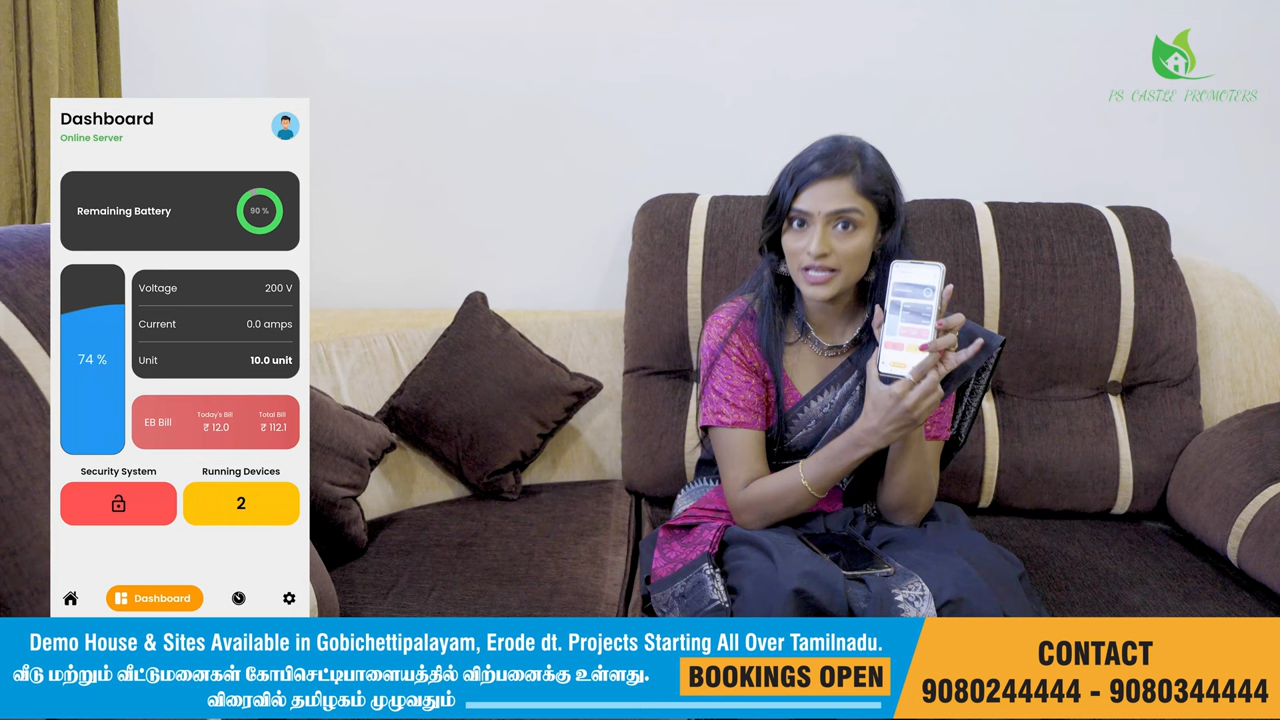 PS CASTLE PROMOTERS
Dashboard
Online Server
Remaining Battery
90 %
74 %
Voltage 200 V
Current 0.0 amps
Unit 10.0 unit
EB Bill
Today's Bill
₹ 12.0
Total Bill
₹ 112.1
Security System
Running Devices
2
Dashboard
Demo House & Sites Available in Gobichettipalayam, Erode dt. Projects Starting All Over Tamilnadu.
வீடு மற்றும் வீட்டுமனைகள் கோபிசெட்டிபாளையத்தில் விற்பனைக்கு உள்ளது.
விரைவில் தமிழகம் முழுவதும்
BOOKINGS OPEN
CONTACT
9080244444 - 9080344444